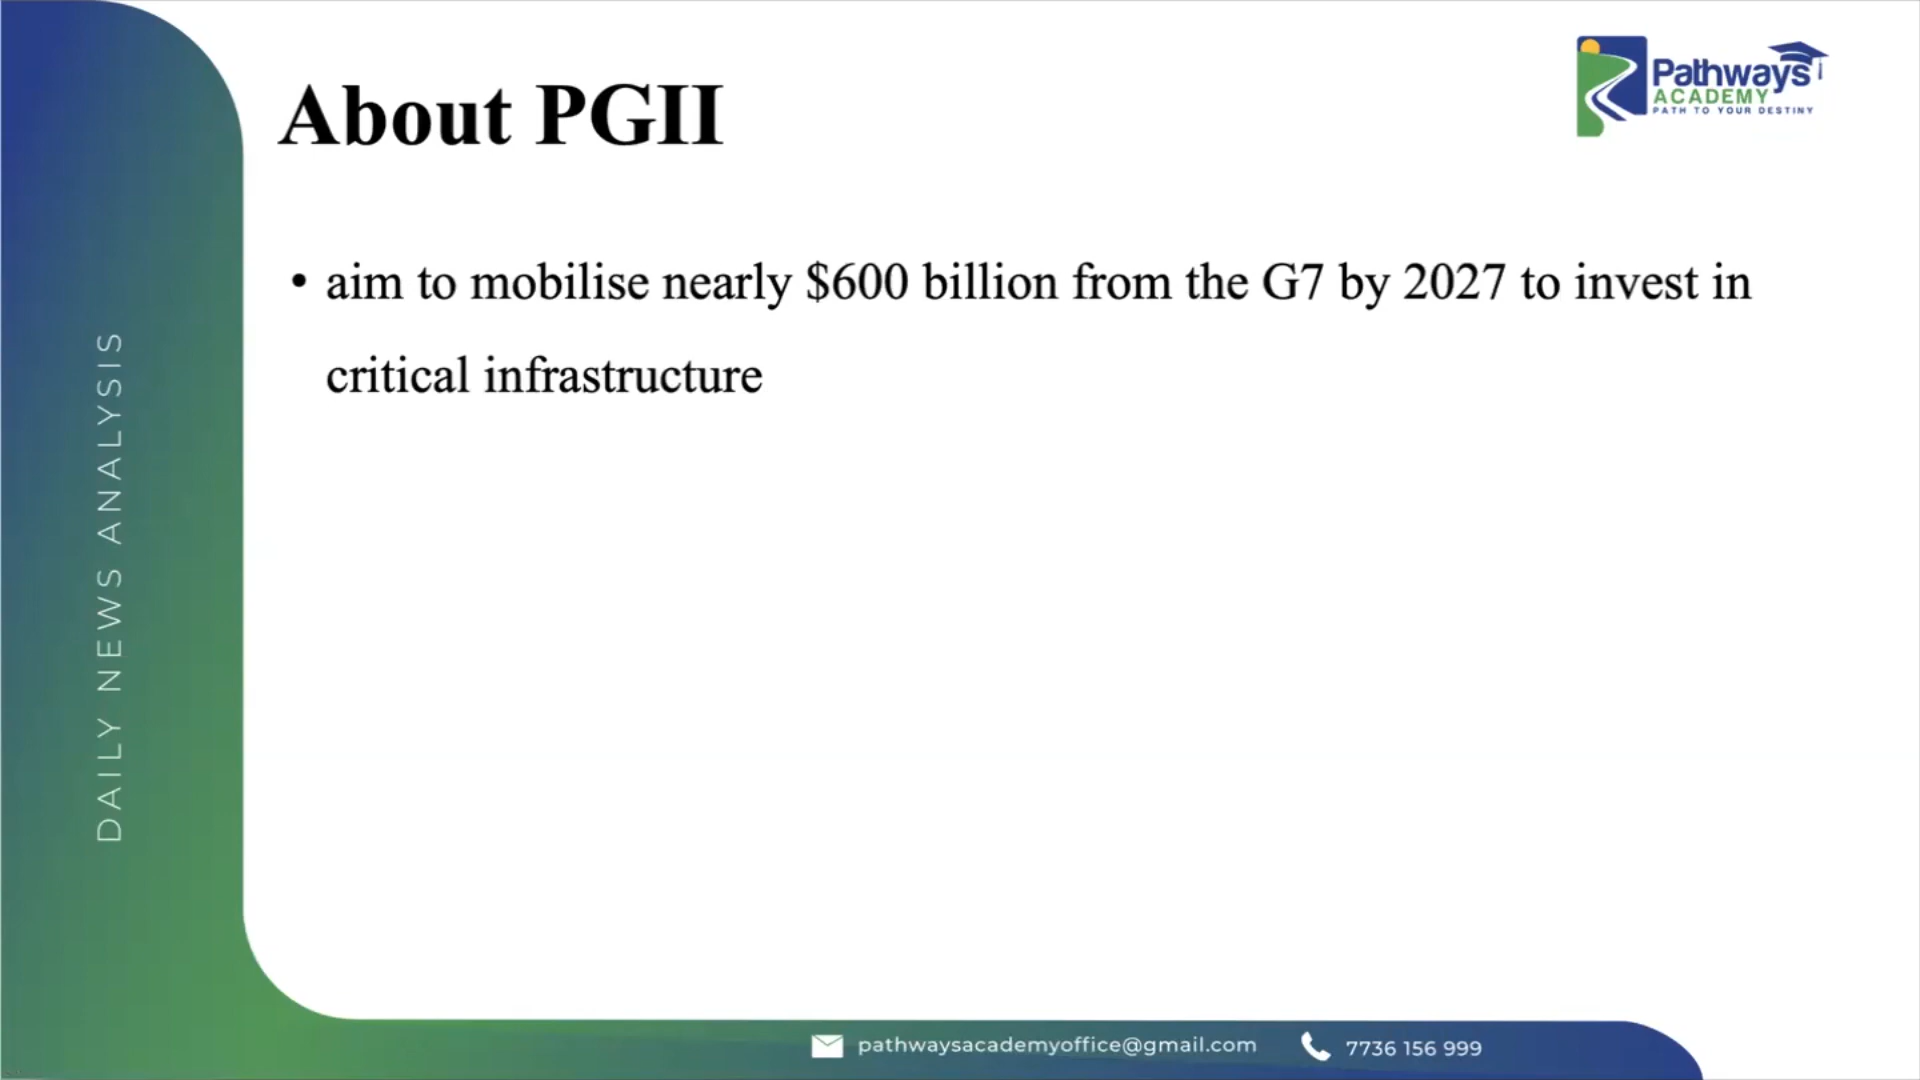 About PGII
Pathways
ACADEMY
PATH TO YOUR DESTINY
• aim to mobilise nearly $600 billion from the G7 by 2027 to invest in
critical infrastructure
DAILY NEWS ANALYSIS
pathwaysacademyoffice@gmail.com
7736 156 999